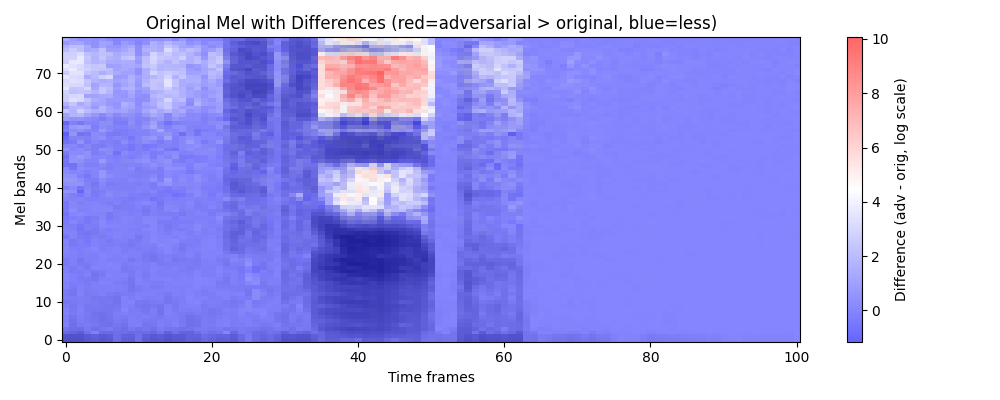 Original Mel with Differences (red=adversarial > original, blue=less)
Mel bands
70
60
50
40
30
20
10
0
0 20 40 60 80 100
Time frames
10
8
6
4
2
0
Difference (adv - orig, log scale)